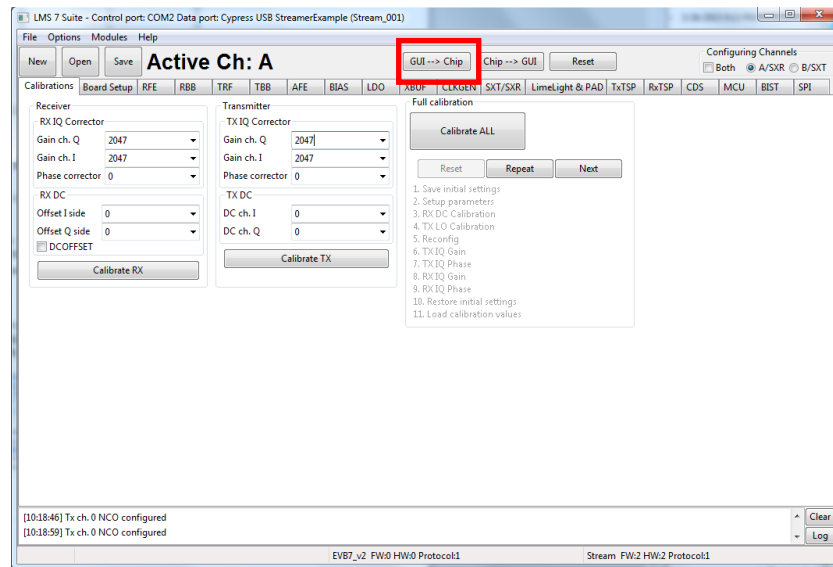 LMS 7 Suite - Control port: COM2 Data port: Cypress USB StreamerExample (Stream_001)
File Options Modules Help
New Open Save Active Ch: A GUI --> Chip Chip --> GUI Reset
Configuring Channels
Both A/SXR B/SXT
Calibrations Board Setup RFE RBB TRF TBB AFE BIAS LDO XBUF CLKGEN SXT/SXR LimeLight & PAD TxTSP RxTSP CDS MCU BIST SPI
Receiver
RX IQ Corrector
Gain ch. Q 2047
Gain ch. I 2047
Phase corrector 0
RX DC
Offset I side 0
Offset Q side 0
DCOFFSET
Calibrate RX
Transmitter
TX IQ Corrector
Gain ch. Q 2047
Gain ch. I 2047
Phase corrector 0
TX DC
DC ch. I 0
DC ch. Q 0
Calibrate TX
Full calibration
Calibrate ALL
Reset Repeat Next
1. Save initial settings
2. Setup parameters
3. RX DC Calibration
4. TX LO Calibration
5. Reconfig
6. TX IQ Gain
7. TX IQ Phase
8. RX IQ Gain
9. RX IQ Phase
10. Restore initial settings
11. Load calibration values
[10:18:46] Tx ch. 0 NCO configured
[10:18:59] Tx ch. 0 NCO configured
Clear
Log
EVB7_v2 FW:0 HW:0 Protocol:1 Stream FW:2 HW:2 Protocol:1